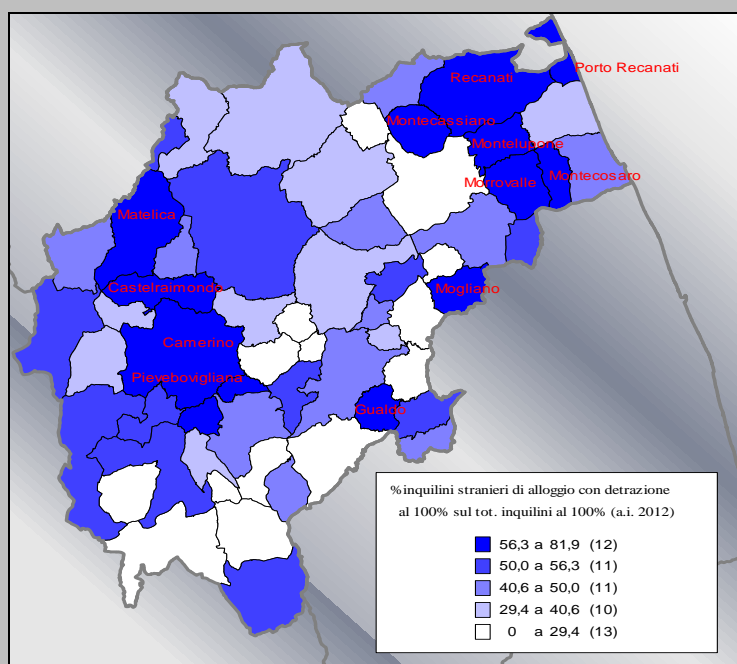 Porto Recanati
Recanati
Montecassiano
Montelupone
Morrovalle
Montecosaro
Matelica
Castelraimondo
Mogliano
Camerino
Pievebovigliana
Gualdo
%inquilini stranieri di alloggio con detrazione
al 100% sul tot. inquilini al 100% (a.i. 2012)
56,3 a 81,9 (12)
50,0 a 56,3 (11)
40,6 a 50,0 (11)
29,4 a 40,6 (10)
0 a 29,4 (13)